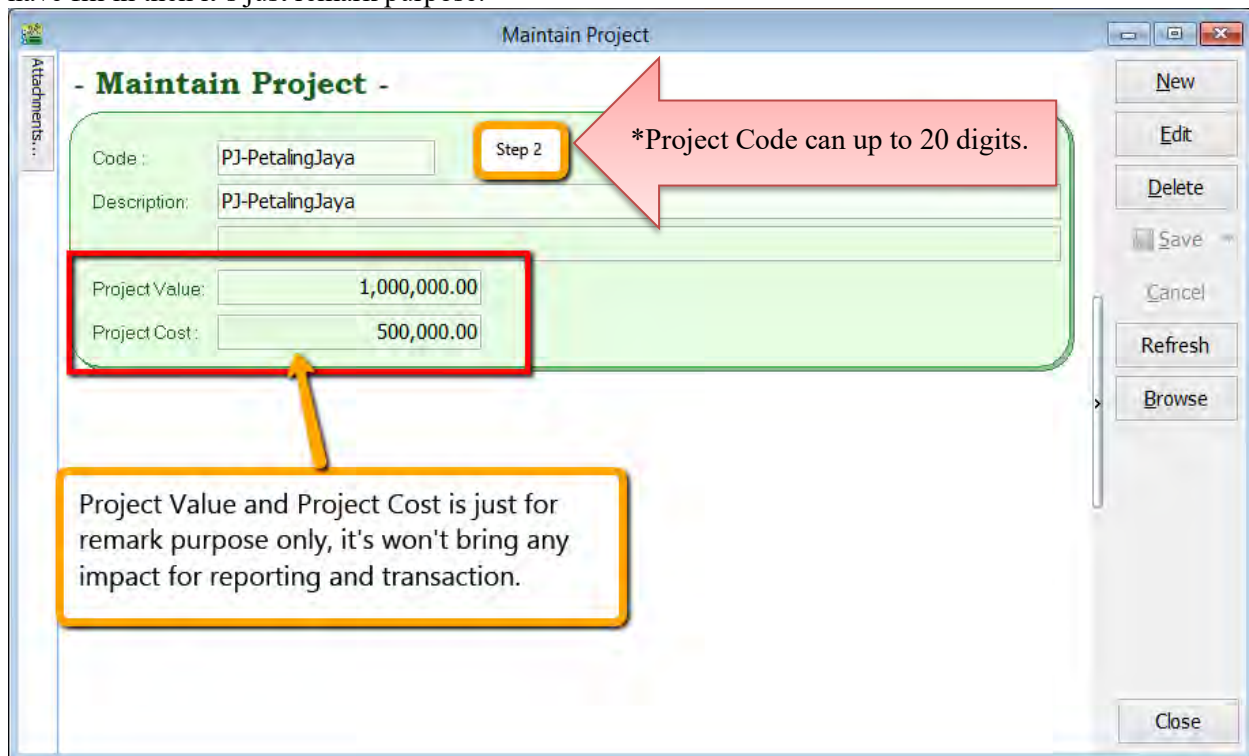 Maintain Project
Attachments...
- Maintain Project -
New
Edit
Delete
Save
Cancel
Refresh
Browse
Close
Code :
PJ-PetalingJaya
Step 2
*Project Code can up to 20 digits.
Description:
PJ-PetalingJaya
Project Value:
1,000,000.00
Project Cost :
500,000.00
Project Value and Project Cost is just for
remark purpose only, it's won't bring any
impact for reporting and transaction.